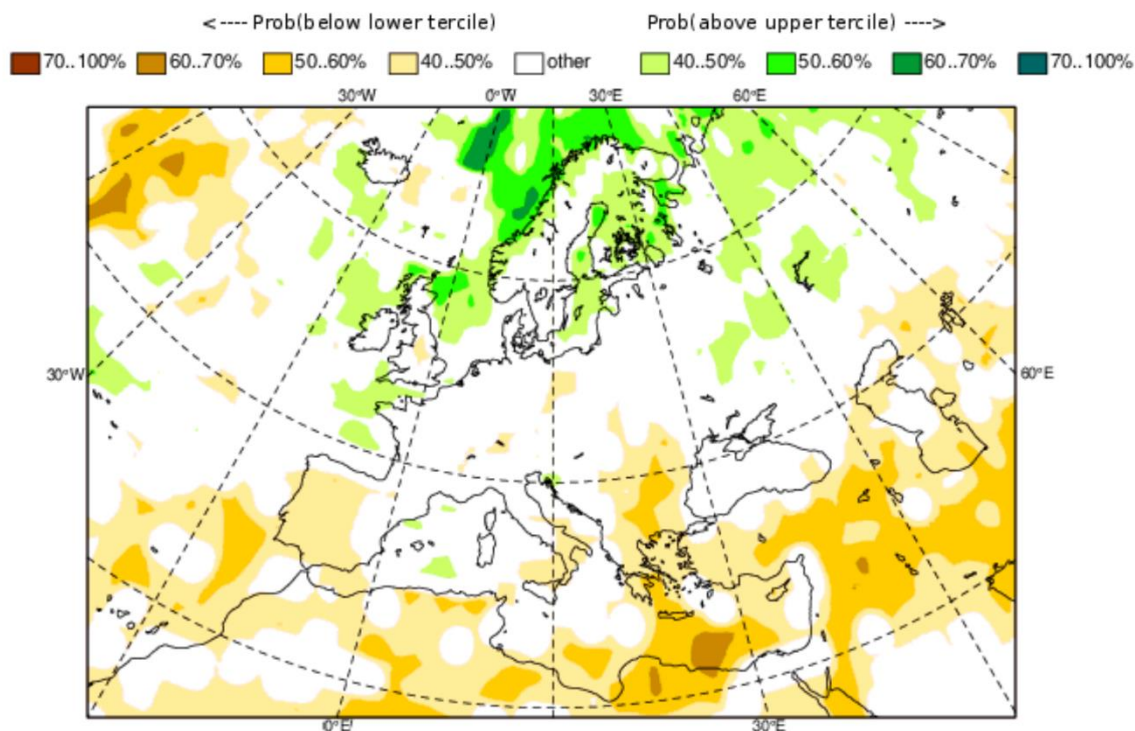 <---- Prob(below lower tercile) Prob(above upper tercile) ---->
70..100% 60..70% 50..60% 40..50% other 40..50% 50..60% 60..70% 70..100%
30°W 0°W 30°E 60°E
30°W 60°E
0°E 30°E